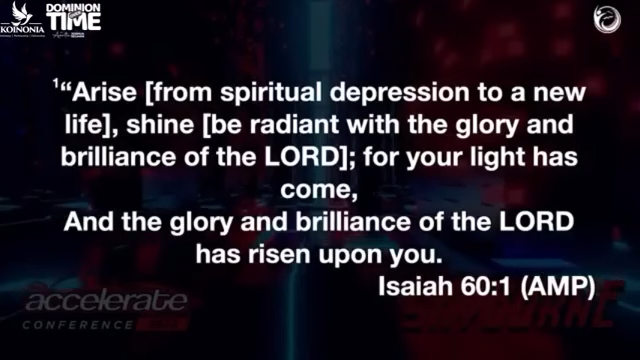 KOINONIA
DOMINION
TIME
¹“Arise [from spiritual depression to a new
life], shine [be radiant with the glory and
brilliance of the LORD]; for your light has
come,
And the glory and brilliance of the LORD
has risen upon you.
Isaiah 60:1 (AMP)
accelerate
CONFERENCE